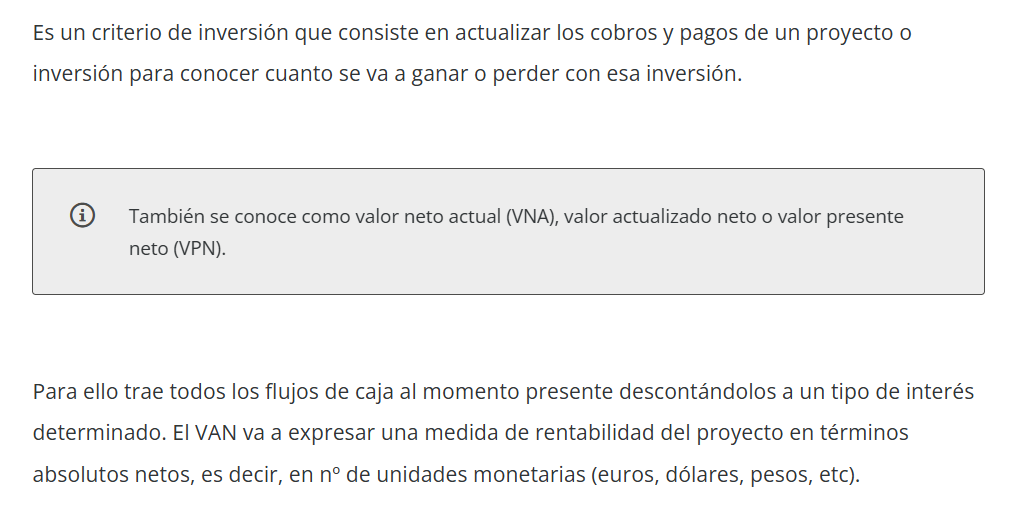 Es un criterio de inversión que consiste en actualizar los cobros y pagos de un proyecto o
inversión para conocer cuanto se va a ganar o perder con esa inversión.
También se conoce como valor neto actual (VNA), valor actualizado neto o valor presente
neto (VPN).
Para ello trae todos los flujos de caja al momento presente descontándolos a un tipo de interés
determinado. El VAN va a expresar una medida de rentabilidad del proyecto en términos
absolutos netos, es decir, en nº de unidades monetarias (euros, dólares, pesos, etc).